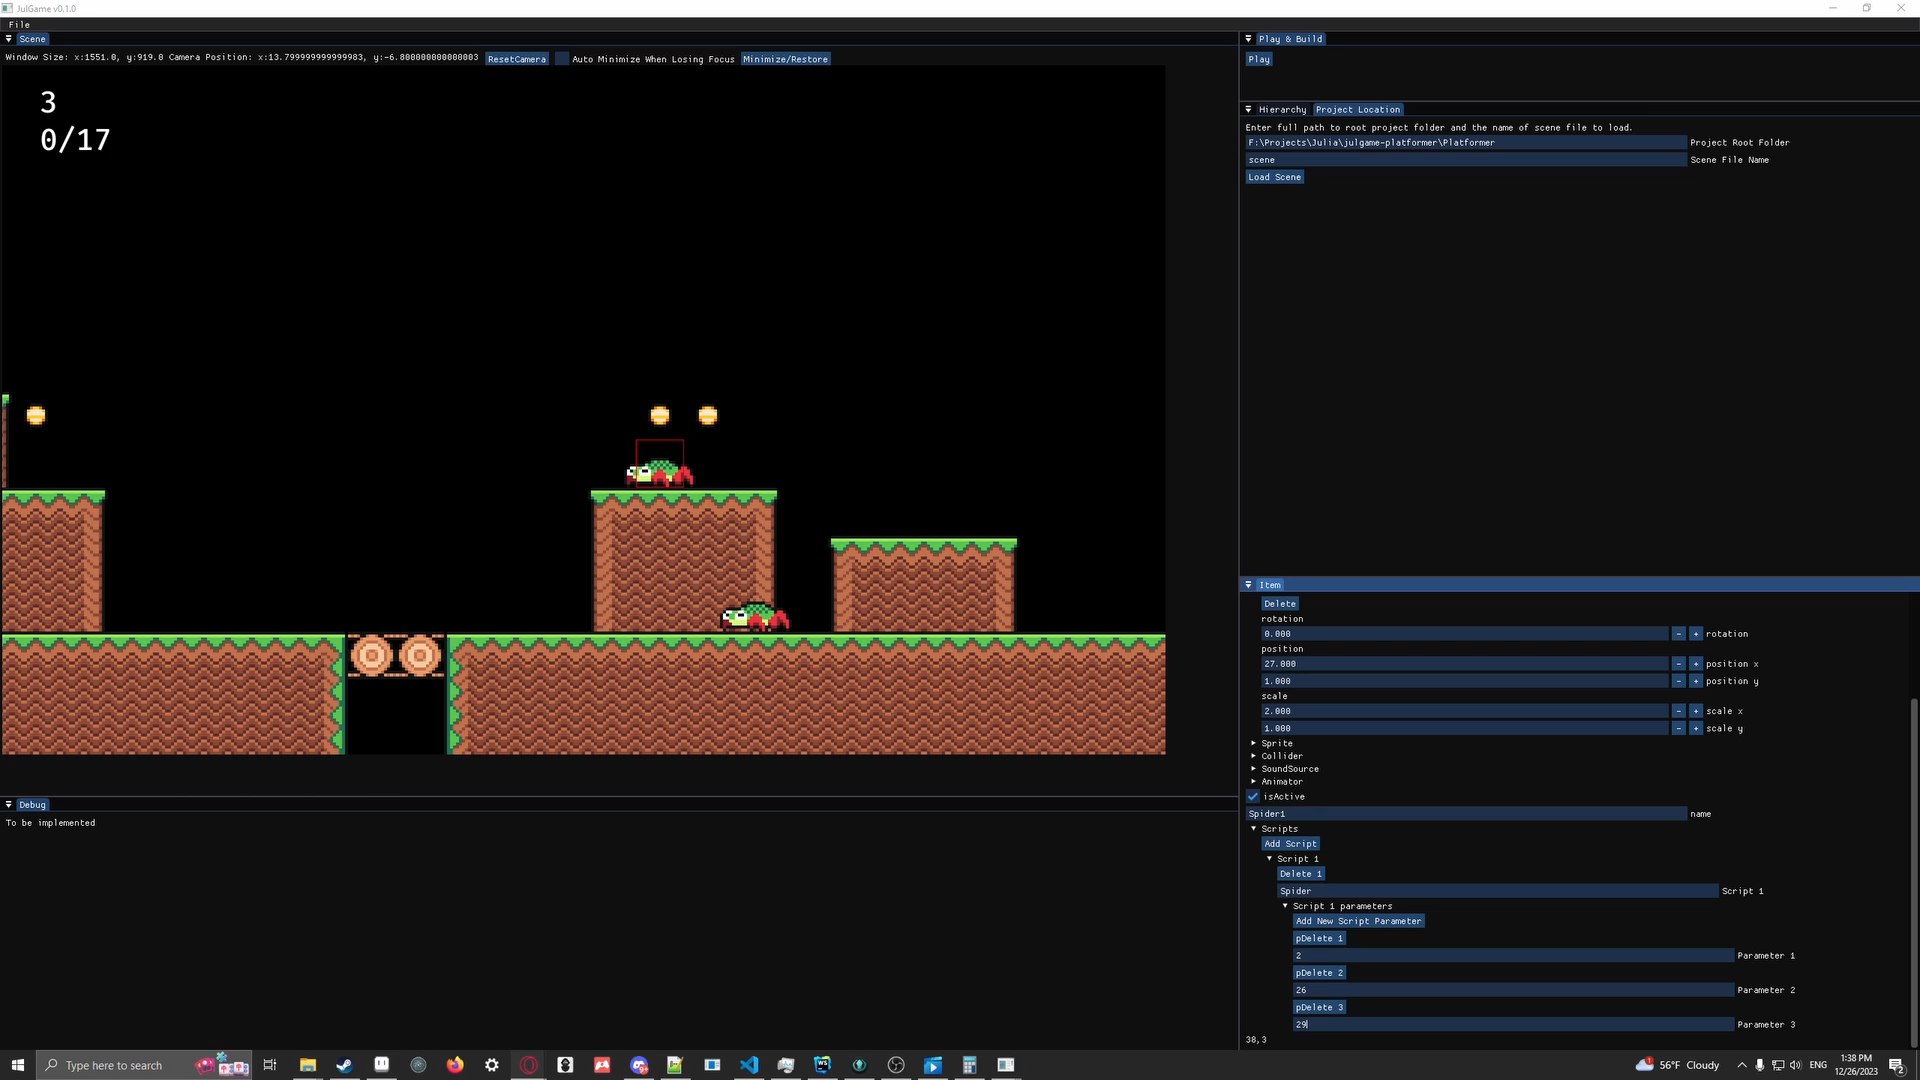 JulGame v0.1.0
File
Scene
Window Size: x:1551.0, y:919.0 Camera Position: x:13.799999999999983, y:-6.800000000000003 ResetCamera Auto Minimize When Losing Focus Minimize/Restore
3
0/17
Debug
To be implemented
Play & Build
Play
Hierarchy Project Location
Enter full path to root project folder and the name of scene file to load.
F:\Projects\Julia\julgame-platformer\Platformer Project Root Folder
scene Scene File Name
Load Scene
Item
Delete
rotation
0.000 - + rotation
position
27.000 - + position x
1.000 - + position y
scale
2.000 - + scale x
1.000 - + scale y
Sprite
Collider
SoundSource
Animator
isActive
Spider1 name
Scripts
Add Script
Script 1
Delete 1
Spider Script 1
Script 1 parameters
Add New Script Parameter
pDelete 1
2 Parameter 1
pDelete 2
26 Parameter 2
pDelete 3
29 Parameter 3
38,3
Type here to search
56°F Cloudy ENG
1:38 PM
12/26/2023